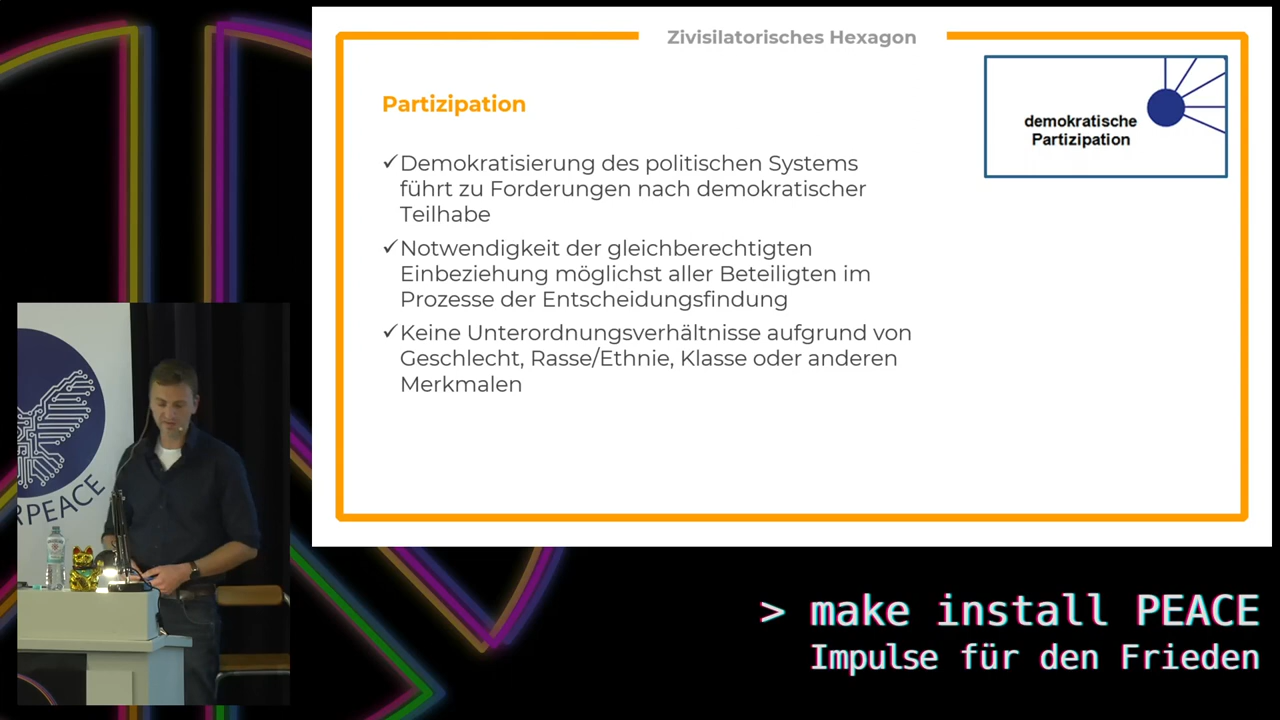 Zivisilatorisches Hexagon
Partizipation
demokratische
Partizipation
✓Demokratisierung des politischen Systems
führt zu Forderungen nach demokratischer
Teilhabe
✓Notwendigkeit der gleichberechtigten
Einbeziehung möglichst aller Beteiligten im
Prozesse der Entscheidungsfindung
✓Keine Unterordnungsverhältnisse aufgrund von
Geschlecht, Rasse/Ethnie, Klasse oder anderen
Merkmalen
RPEACE
> make install PEACE
Impulse für den Frieden